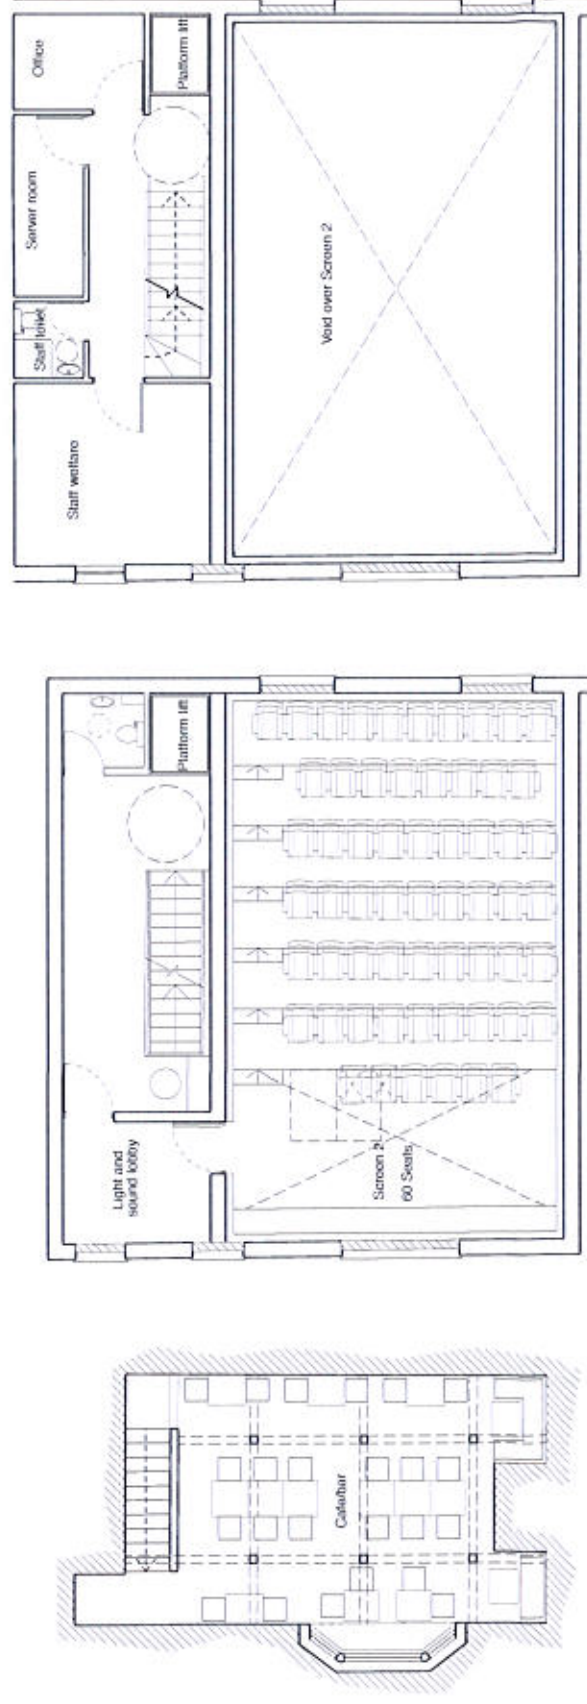 Office
Platform lift
Server room
Staff toilet
Staff welfare
Void over Screen 2
Platform lift
Light and
sound lobby
Screen 2
60 Seats
Cafe/bar